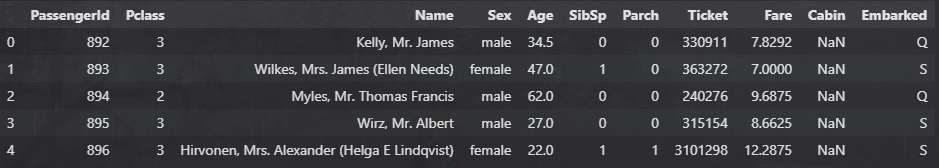 PassengerId Pclass Name Sex Age SibSp Parch Ticket Fare Cabin Embarked
0 892 3 Kelly, Mr. James male 34.5 0 0 330911 7.8292 NaN Q
1 893 3 Wilkes, Mrs. James (Ellen Needs) female 47.0 1 0 363272 7.0000 NaN S
2 894 2 Myles, Mr. Thomas Francis male 62.0 0 0 240276 9.6875 NaN Q
3 895 3 Wirz, Mr. Albert male 27.0 0 0 315154 8.6625 NaN S
4 896 3 Hirvonen, Mrs. Alexander (Helga E Lindqvist) female 22.0 1 1 3101298 12.2875 NaN S